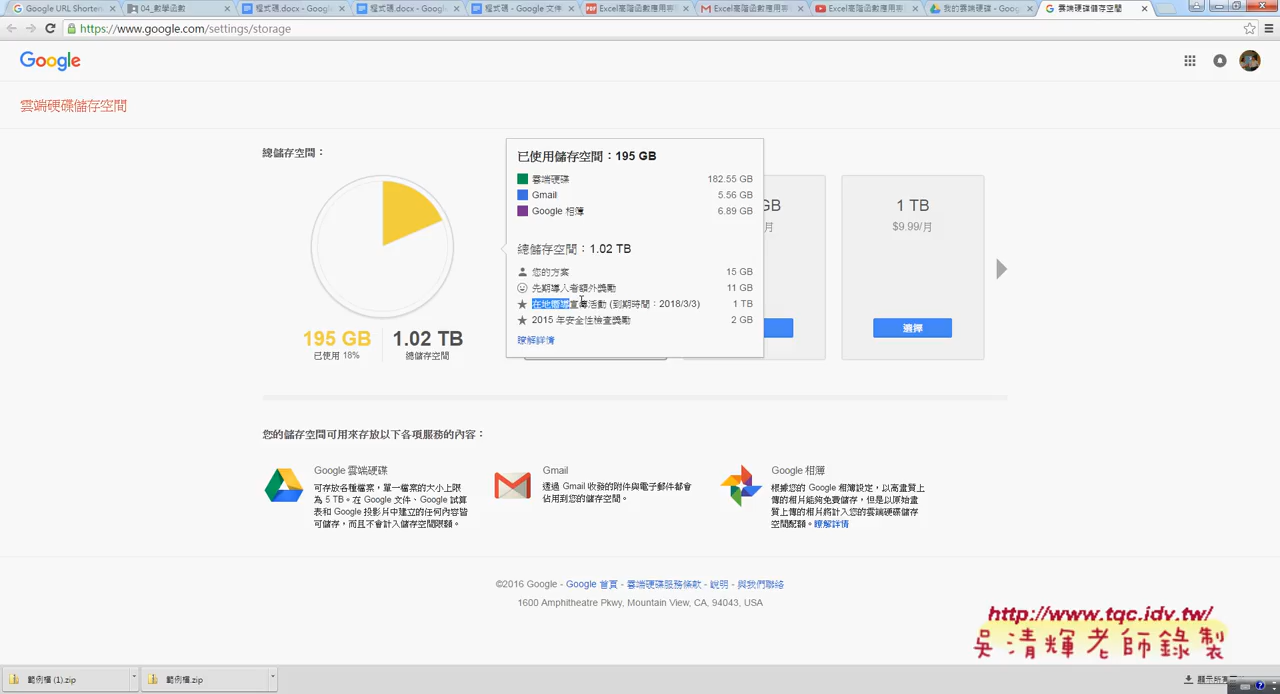 Google URL Shorten
04_數學函數
程式碼.docx - Google
程式碼.docx - Google
程式碼 - Google 文件
Excel高階函數應用班
Excel高階函數應用班
Excel高階函數應用班
我的雲端硬碟 - Goog
雲端硬碟儲存空間
https://www.google.com/settings/storage
Google
雲端硬碟儲存空間
總儲存空間：
195 GB
已使用 18%
1.02 TB
總儲存空間
已使用儲存空間：195 GB
雲端硬碟 182.55 GB
Gmail 5.56 GB
Google 相簿 6.89 GB
總儲存空間：1.02 TB
您的方案 15 GB
先期導入者額外獎勵 11 GB
在地嚮導宣導活動 (到期時間：2018/3/3) 1 TB
2015 年安全性檢查獎勵 2 GB
瞭解詳情
GB
月
1 TB
$9.99/月
選擇
您的儲存空間可用來存放以下各項服務的內容：
Google 雲端硬碟
可存放各種檔案，單一檔案的大小上限
為 5 TB。在 Google 文件、Google 試算
表和 Google 投影片中建立的任何內容皆
可儲存，而且不會計入儲存空間限額。
Gmail
透過 Gmail 收發的附件與電子郵件都會
佔用到您的儲存空間。
Google 相簿
根據您的 Google 相簿設定，以高畫質上
傳的相片能夠免費儲存，但是以原始畫
質上傳的相片將計入您的雲端硬碟儲存
空間配額。瞭解詳情
©2016 Google - Google 首頁 - 雲端硬碟服務條款 - 說明 - 與我們聯絡
1600 Amphitheatre Pkwy, Mountain View, CA, 94043, USA
http://www.tqc.idv.tw/
吳清輝老師錄製
範例檔 (1).zip
範例檔.zip
顯示所有